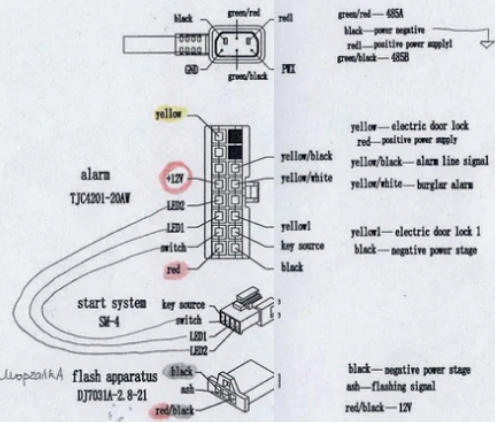 black green/red red1
GND green/black PWX
green/red — 485A
black — power negative
red1 — positive power supply1
green/black — 485B
yellow
alarm
TJC4201-20AW
+12V
LED2
LED1
switch
red
yellow/black
yellow/white
yellow1
key source
black
yellow — electric door lock
red — positive power supply
yellow/black — alarm line signal
yellow/white — burglar alarm
yellow1 — electric door lock 1
black — negative power stage
start system
SM-4
key source
switch
LED1
LED2
моргалкА
flash apparatus
DJ7031A-2.8-21
black
ash
red/black
black — negative power stage
ash — flashing signal
red/black — 12V